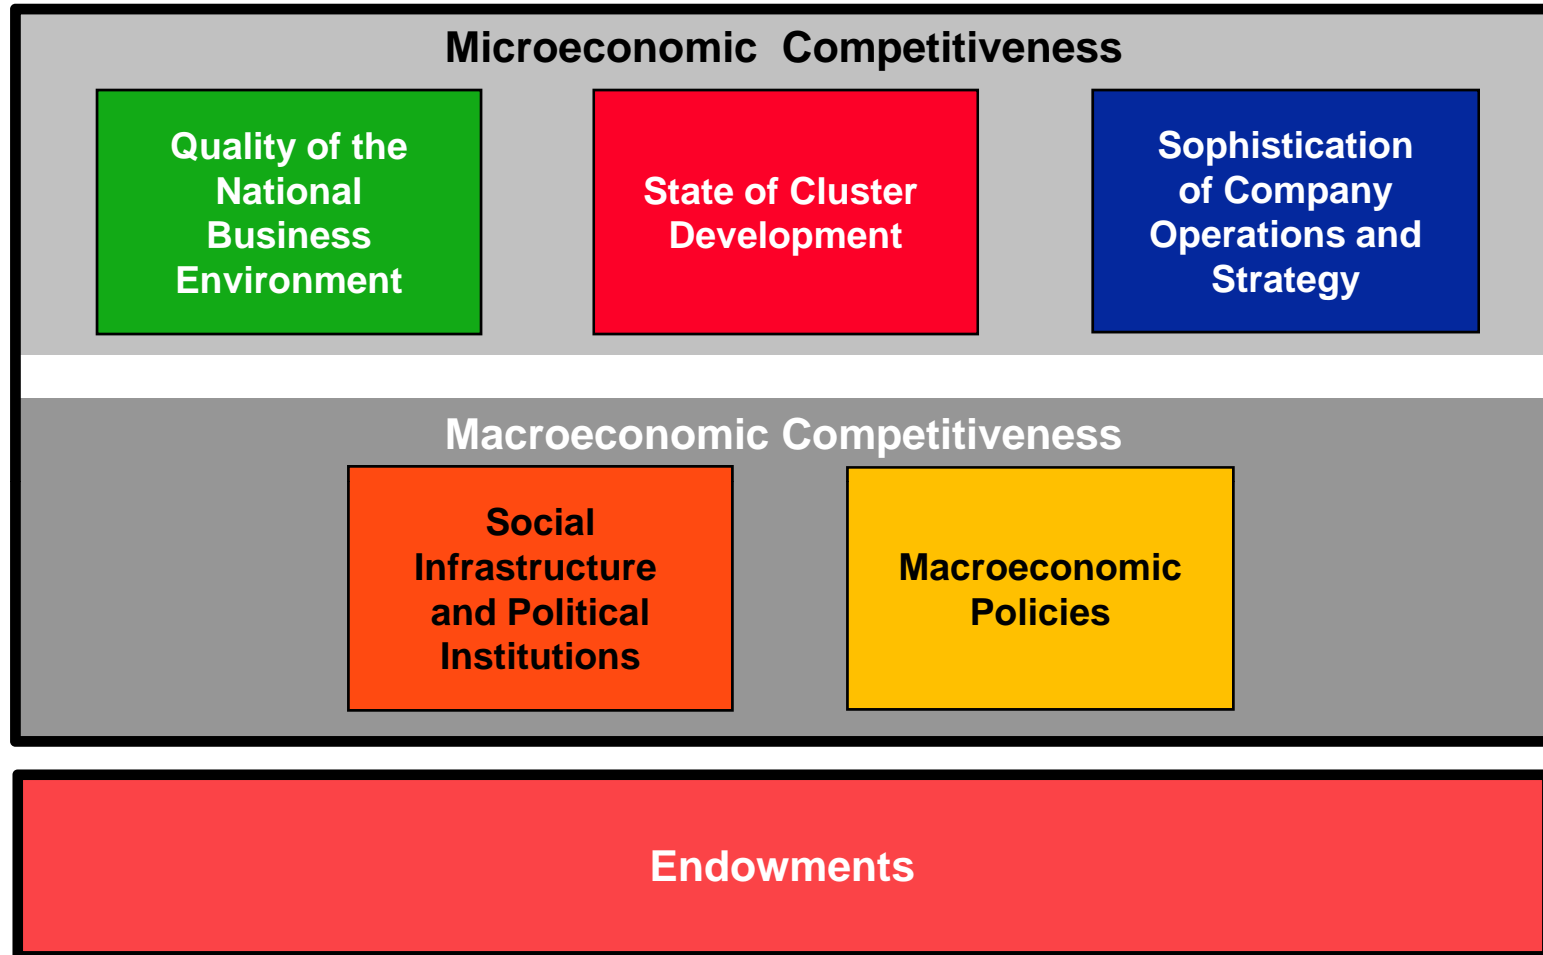 Microeconomic  Competitiveness
Quality of the
National
Business
Environment
State of Cluster
Development
Sophistication
of Company
Operations and
Strategy
Macroeconomic Competitiveness
Social
Infrastructure
and Political
Institutions
Macroeconomic
Policies
Endowments